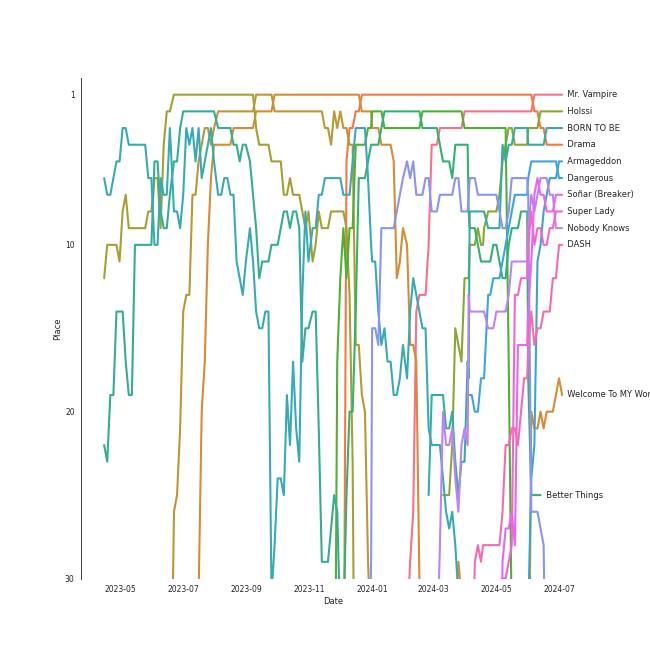 1
Mr. Vampire
Holssi
BORN TO BE
Drama
Armageddon
Dangerous
Soñar (Breaker)
Super Lady
Nobody Knows
10
DASH
Place
Welcome To MY Wor
20
Better Things
30
2023-05
2023-07
2023-09
2023-11
2024-01
2024-03
2024-05
2024-07
Date